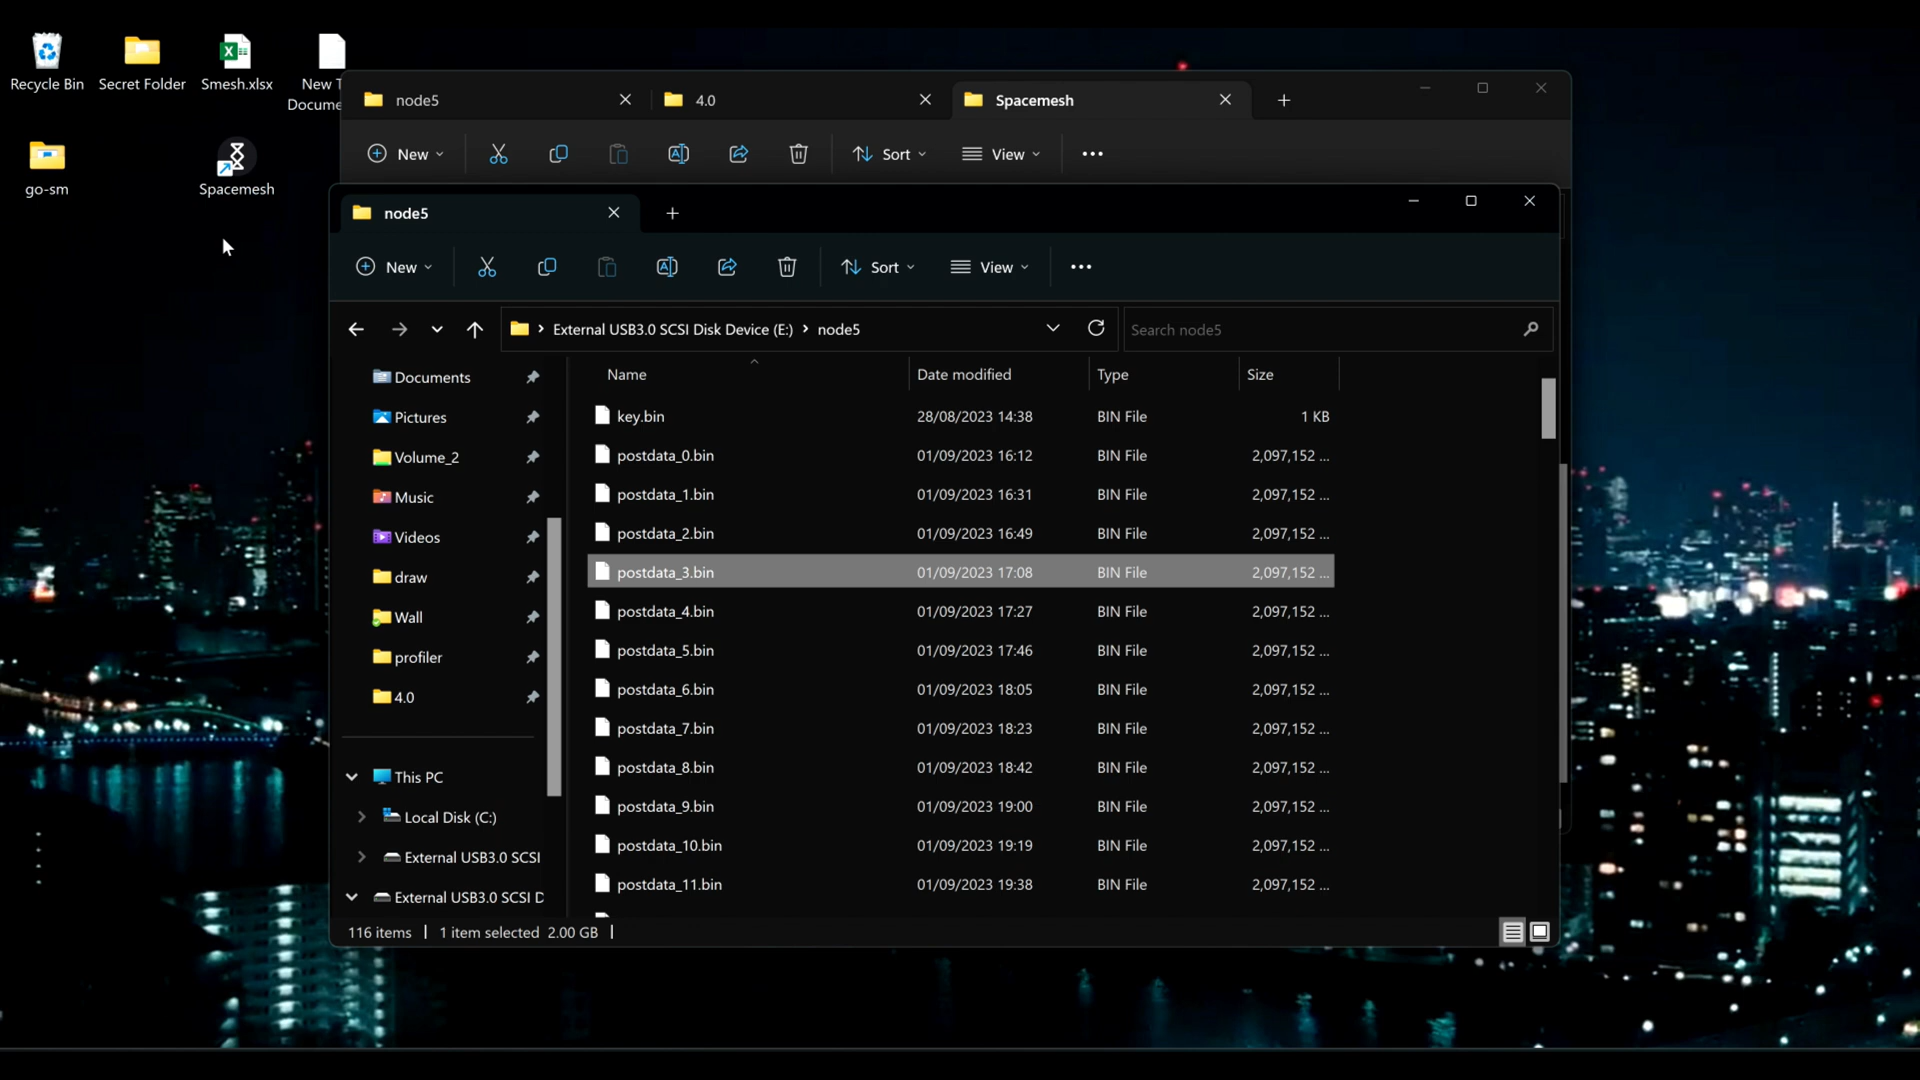 Recycle Bin
Secret Folder
Smesh.xlsx
New T
Docume
go-sm
Spacemesh
node5
4.0
Spacemesh
New
Sort
View
node5
New
Sort
View
External USB3.0 SCSI Disk Device (E:) > node5
Search node5
Documents
Pictures
Volume_2
Music
Videos
draw
Wall
profiler
4.0
This PC
Local Disk (C:)
External USB3.0 SCSI
External USB3.0 SCSI D
Name Date modified Type Size
key.bin 28/08/2023 14:38 BIN File 1 KB
postdata_0.bin 01/09/2023 16:12 BIN File 2,097,152 ...
postdata_1.bin 01/09/2023 16:31 BIN File 2,097,152 ...
postdata_2.bin 01/09/2023 16:49 BIN File 2,097,152 ...
postdata_3.bin 01/09/2023 17:08 BIN File 2,097,152 ...
postdata_4.bin 01/09/2023 17:27 BIN File 2,097,152 ...
postdata_5.bin 01/09/2023 17:46 BIN File 2,097,152 ...
postdata_6.bin 01/09/2023 18:05 BIN File 2,097,152 ...
postdata_7.bin 01/09/2023 18:23 BIN File 2,097,152 ...
postdata_8.bin 01/09/2023 18:42 BIN File 2,097,152 ...
postdata_9.bin 01/09/2023 19:00 BIN File 2,097,152 ...
postdata_10.bin 01/09/2023 19:19 BIN File 2,097,152 ...
postdata_11.bin 01/09/2023 19:38 BIN File 2,097,152 ...
116 items | 1 item selected 2.00 GB |